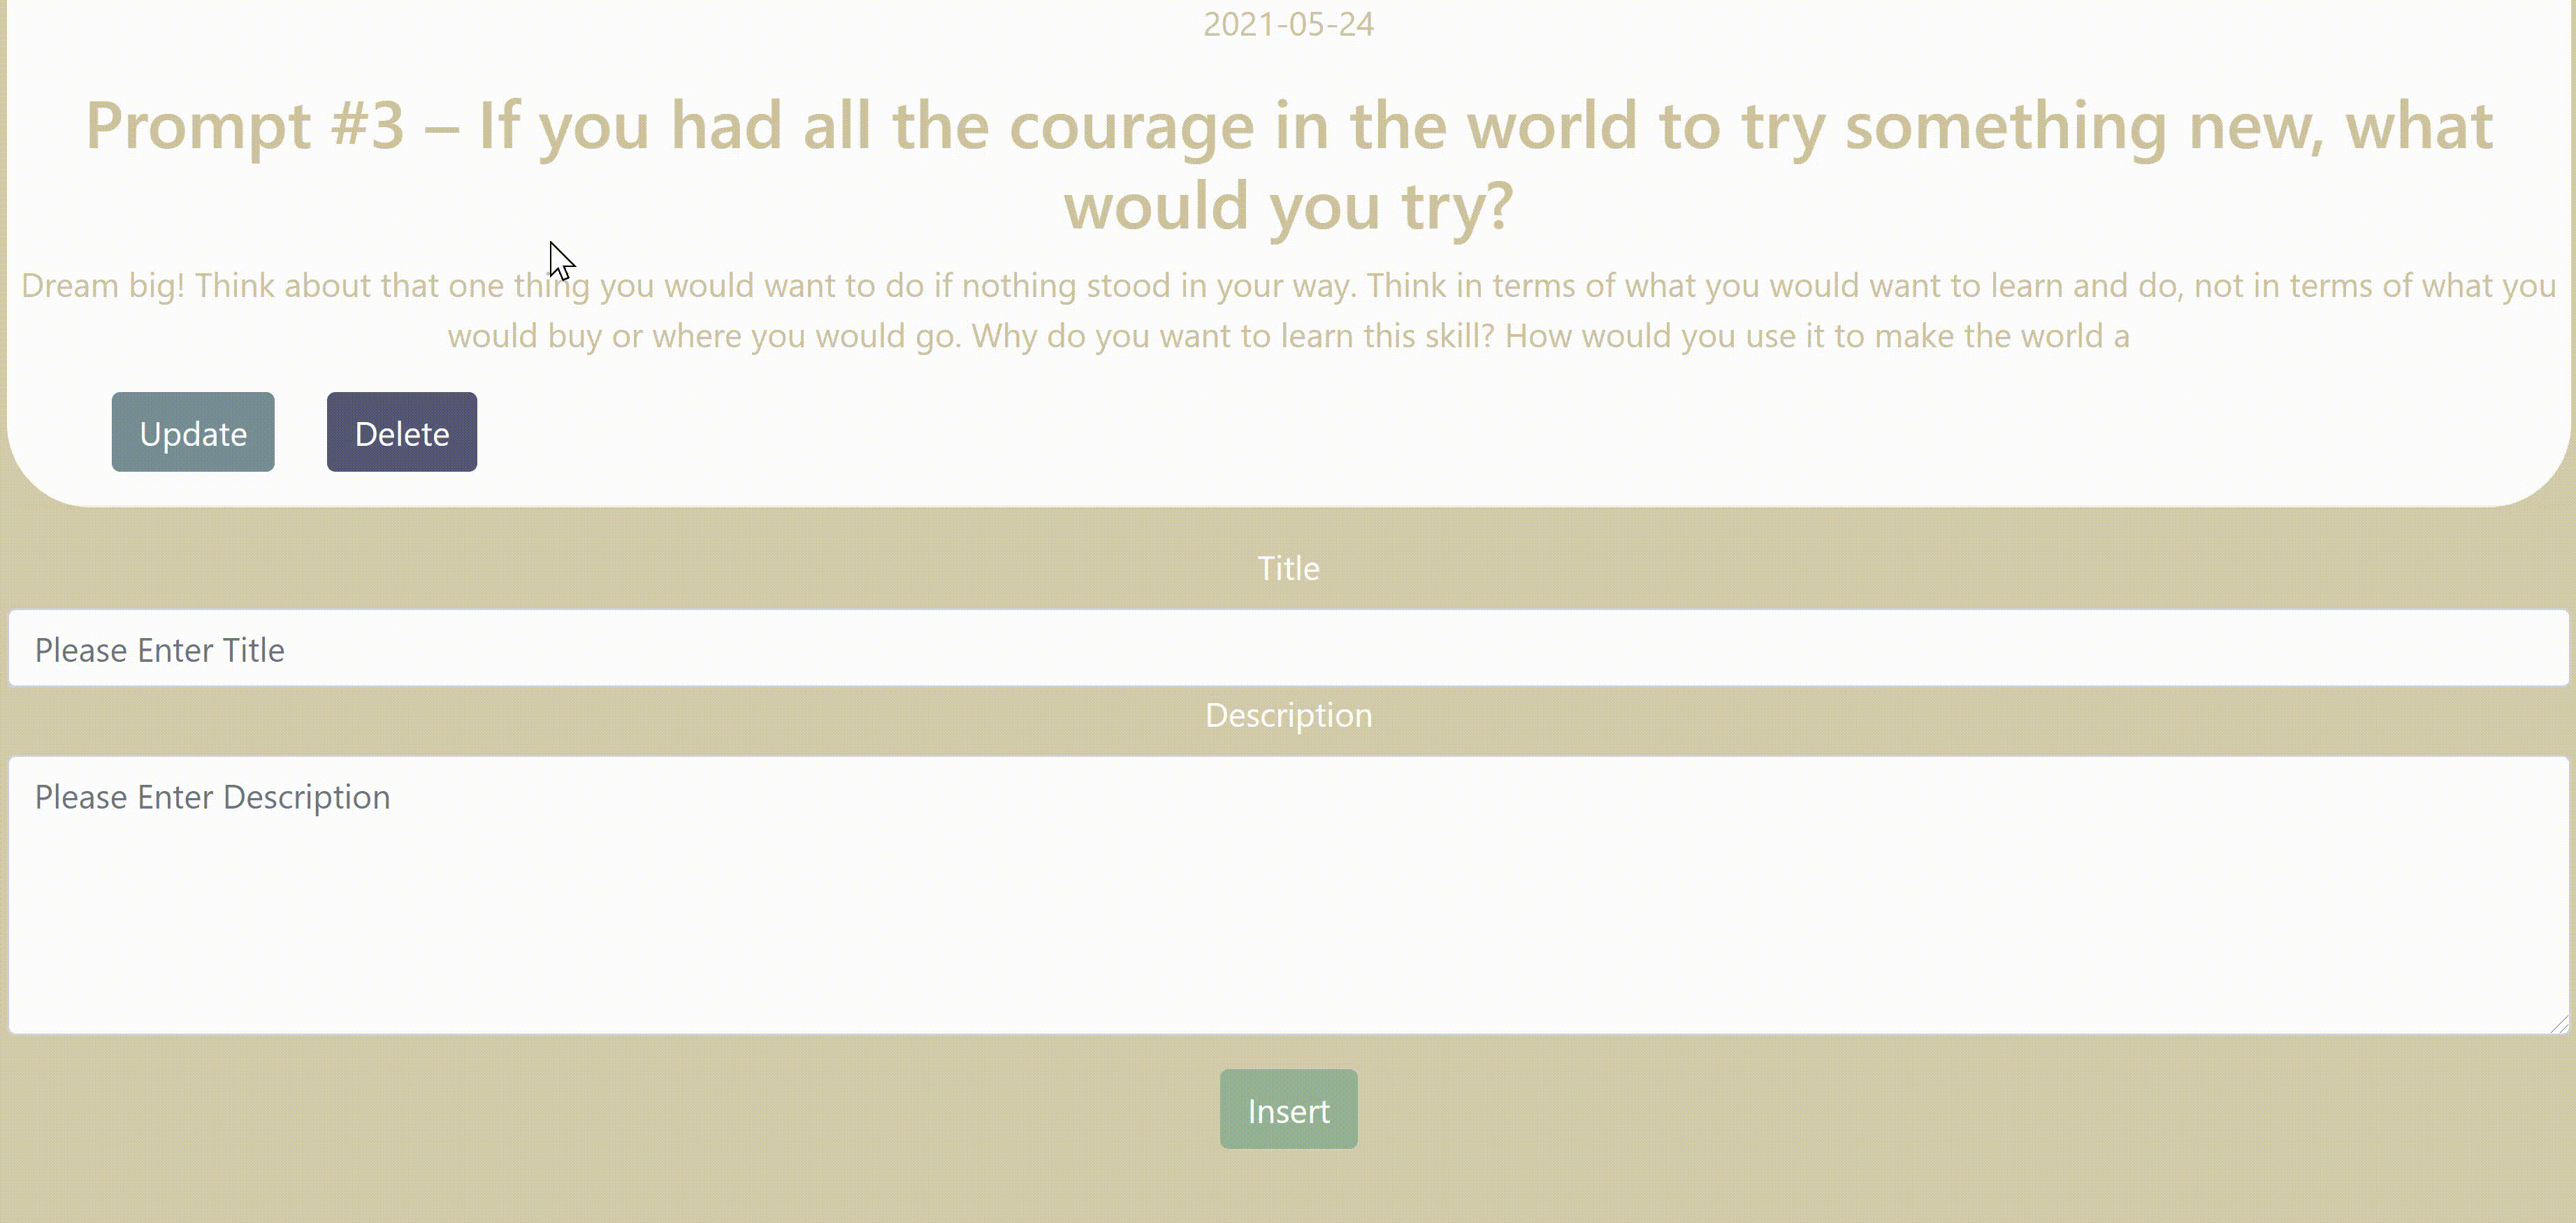 2021-05-24
Prompt #3 – If you had all the courage in the world to try something new, what
would you try?
Dream big! Think about that one thing you would want to do if nothing stood in your way. Think in terms of what you would want to learn and do, not in terms of what you
would buy or where you would go. Why do you want to learn this skill? How would you use it to make the world a
Update Delete
Title
Please Enter Title
Description
Please Enter Description
Insert